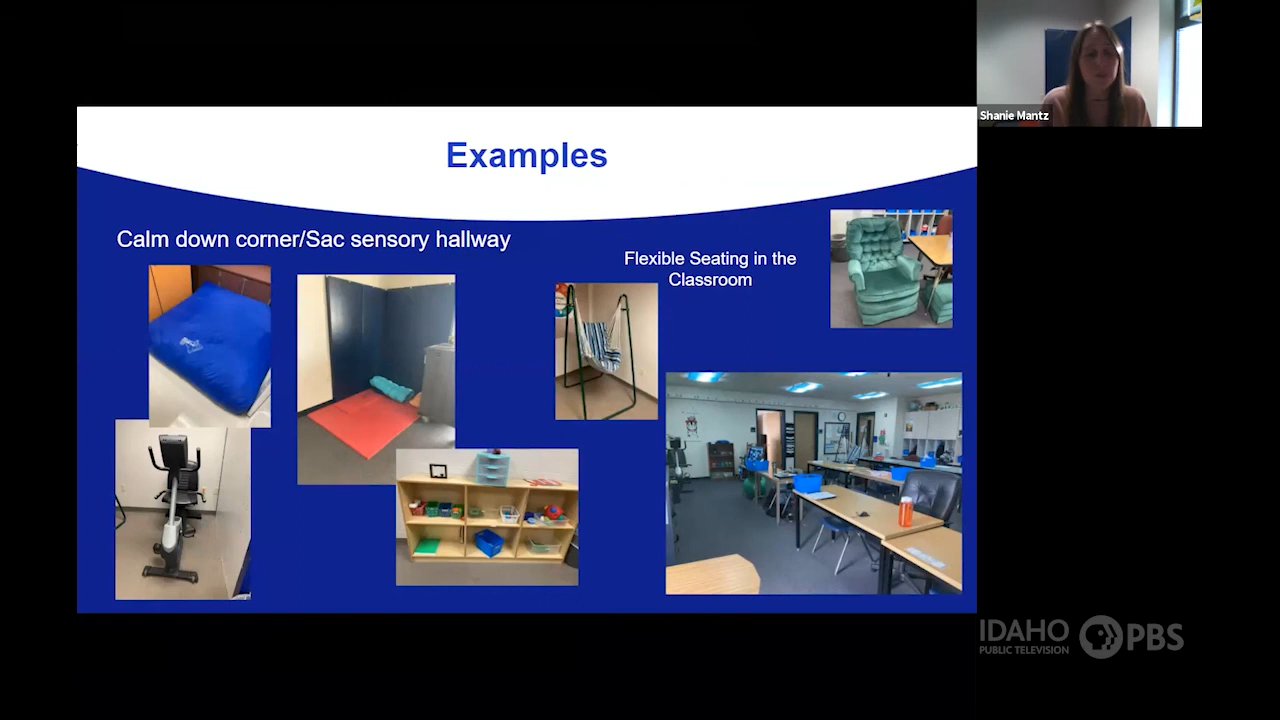 Shanie Mantz
Examples
Calm down corner/Sac sensory hallway
Flexible Seating in the
Classroom
IDAHO
PUBLIC TELEVISION
PBS